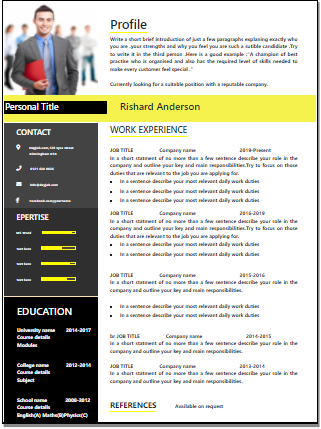 Profile
Write a short brief introduction of just a few paragraphs explaning exactly who
you are .your strengths and why you feel you are such a sutible candidate .Try
to write it in the third person .Here is a good example :"A champion of best
practise who is organised and also has the required level of skills needed to
make every customer feel special ."
Currently looking for a suitable position with a reputable company.
Personal Title
Rishard Anderson
CONTACT
info@dayjob.com
EPERTISE
MS Word
EDUCATION
University name 2014-2017
Course details
Modules
College name 2012-2014
Course details
Subject
School name 2008-2012
Course details
English(A) Maths(B)Physics(C)
WORK EXPERIENCE
JOB TITLE Company name 2019-Present
In a short statment of no more than a few sentence describe your role in
the company and outline your key and main responsibilities.Try to focus on those
duties that are relevant to the job you are applying for.
• In a sentence describe your most relevant daily work duties
• In a sentence describe your most relevant daily work duties
• In a sentence describe your most relevant daily work duties
JOB TITLE Company name 2016-2019
In a short statment of no more than a few sentence describe your role in the
company and outline your key and main responsibilities.Try to focus on those
duties that are relevant to the job you are applying for.
• In a sentence describe your most relevant daily work duties
• In a sentence describe your most relevant daily work duties
JOB TITLE Company name 2015-2016
In a short statment of no more than a few sentence describe your role in the
company and outline your key and main responsibilities.
• In a sentence describe your most relevant daily work duties
• In a sentence describe your most relevant daily work duties
br JOB TITLE Company name 2014-2015
In a short statment of no more than a few sentence describe your role in the
company and outline your key and main responsibilities.
JOB TITLE Company name 2013-2014
In a short statment of no more than a few sentence describe your role in the
company and outline your key and main responsibilities.
REFERENCES Available on request